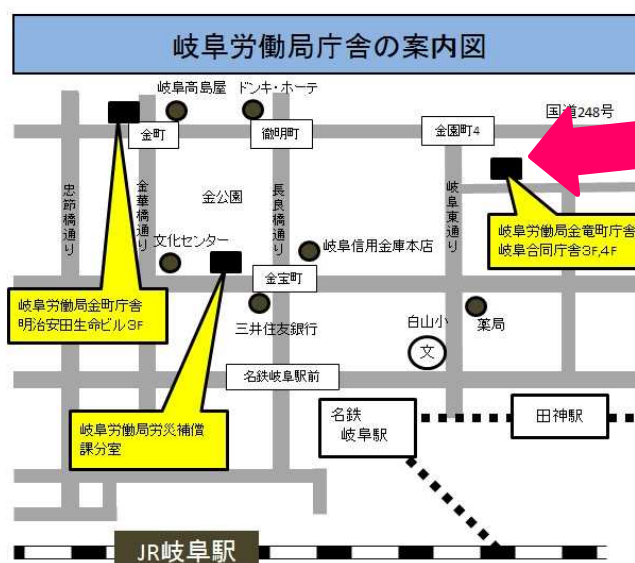 岐阜労働局庁舎の案内図
岐阜高島屋
ドンキ・ホーテ
国道248号
金町
徹明町
金園町4
忠節橋通り
金華橋通り
金公園
長良橋通り
岐阜東通り
岐阜労働局金竜町庁舎
岐阜合同庁舎3F,4F
文化センター
岐阜信用金庫本店
金宝町
岐阜労働局金町庁舎
明治安田生命ビル3F
三井住友銀行
白山小
文
薬局
名鉄岐阜駅前
岐阜労働局労災補償
課分室
名鉄
岐阜駅
田神駅
JR岐阜駅